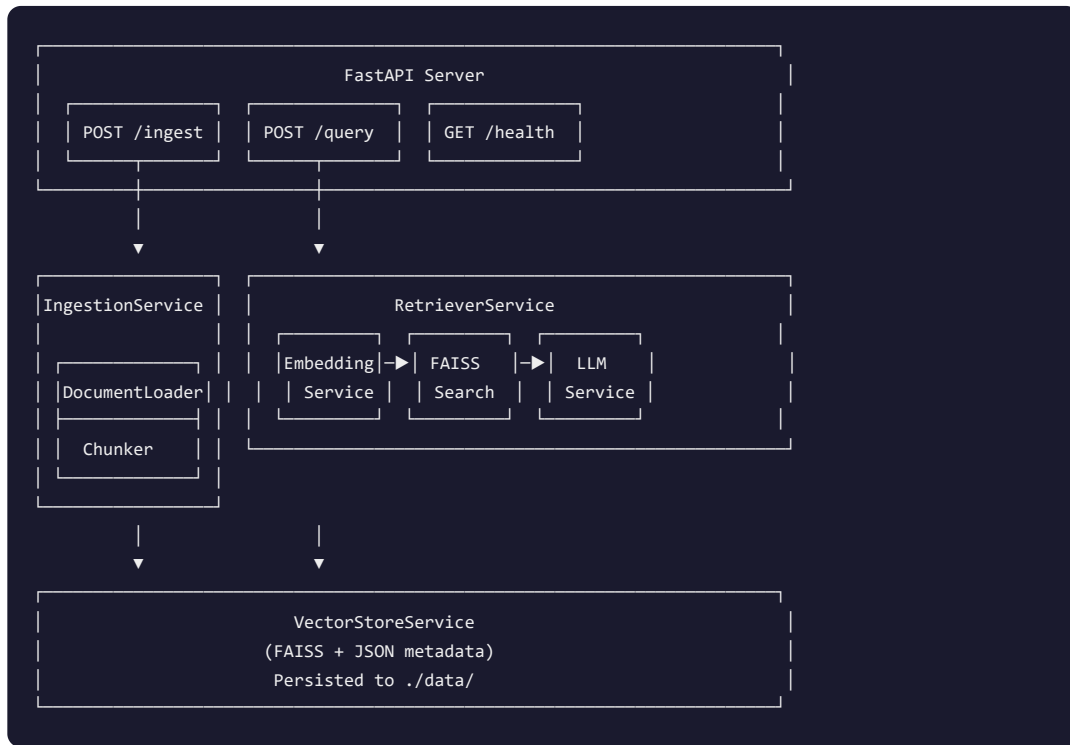 FastAPI Server
POST /ingest POST /query GET /health
IngestionService RetrieverService
Embedding FAISS LLM
DocumentLoader Service Search Service
Chunker
VectorStoreService
(FAISS + JSON metadata)
Persisted to ./data/